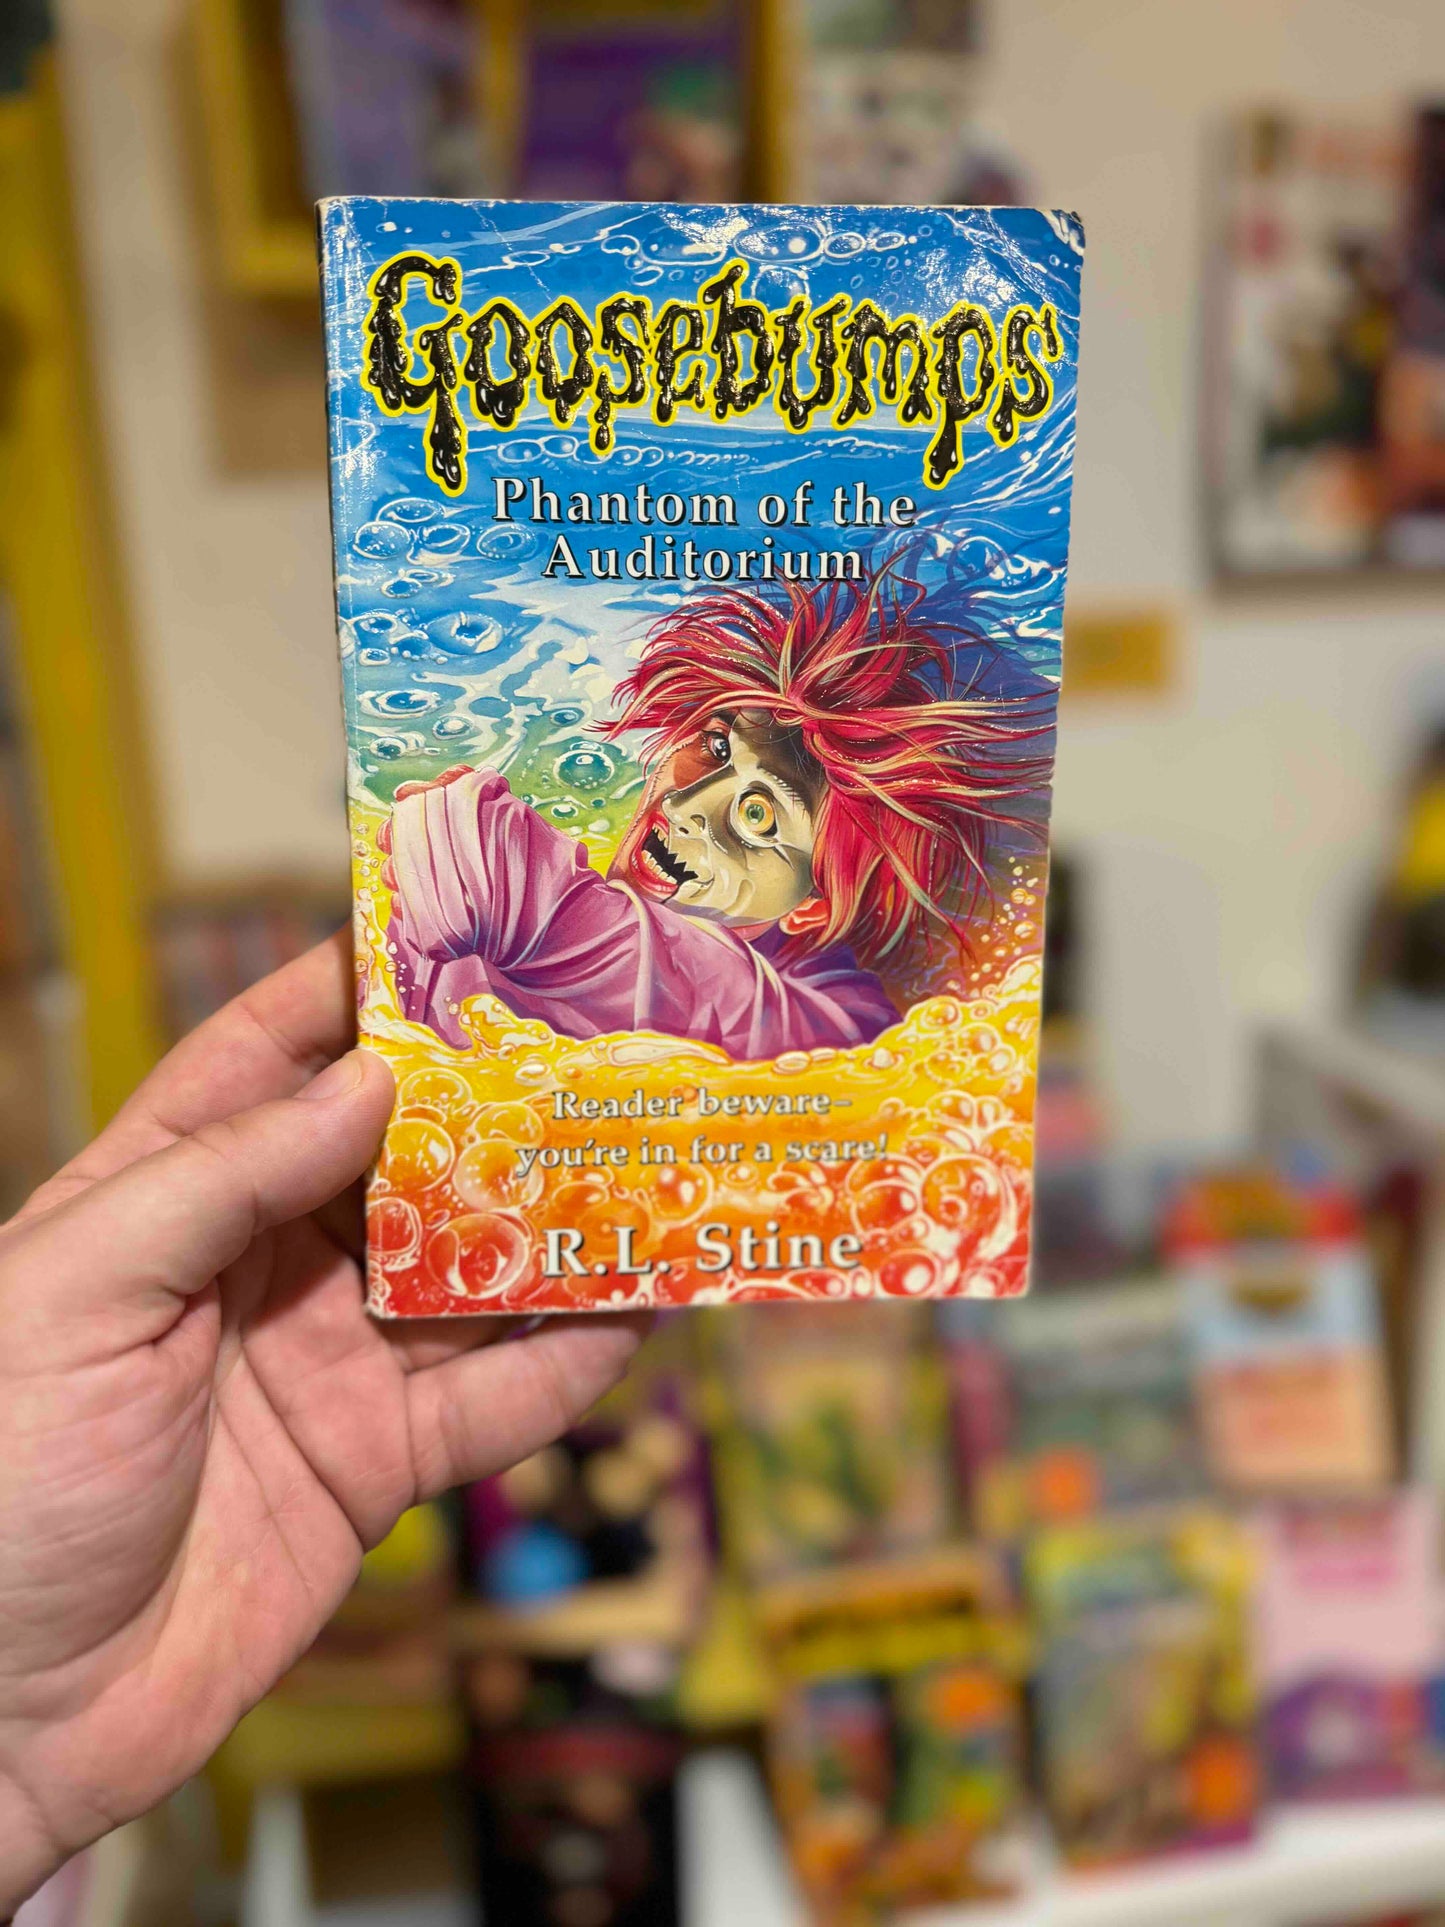 Goosebumps
Phantom of the
Auditorium
Reader beware–
you're in for a scare!
R.L. Stine